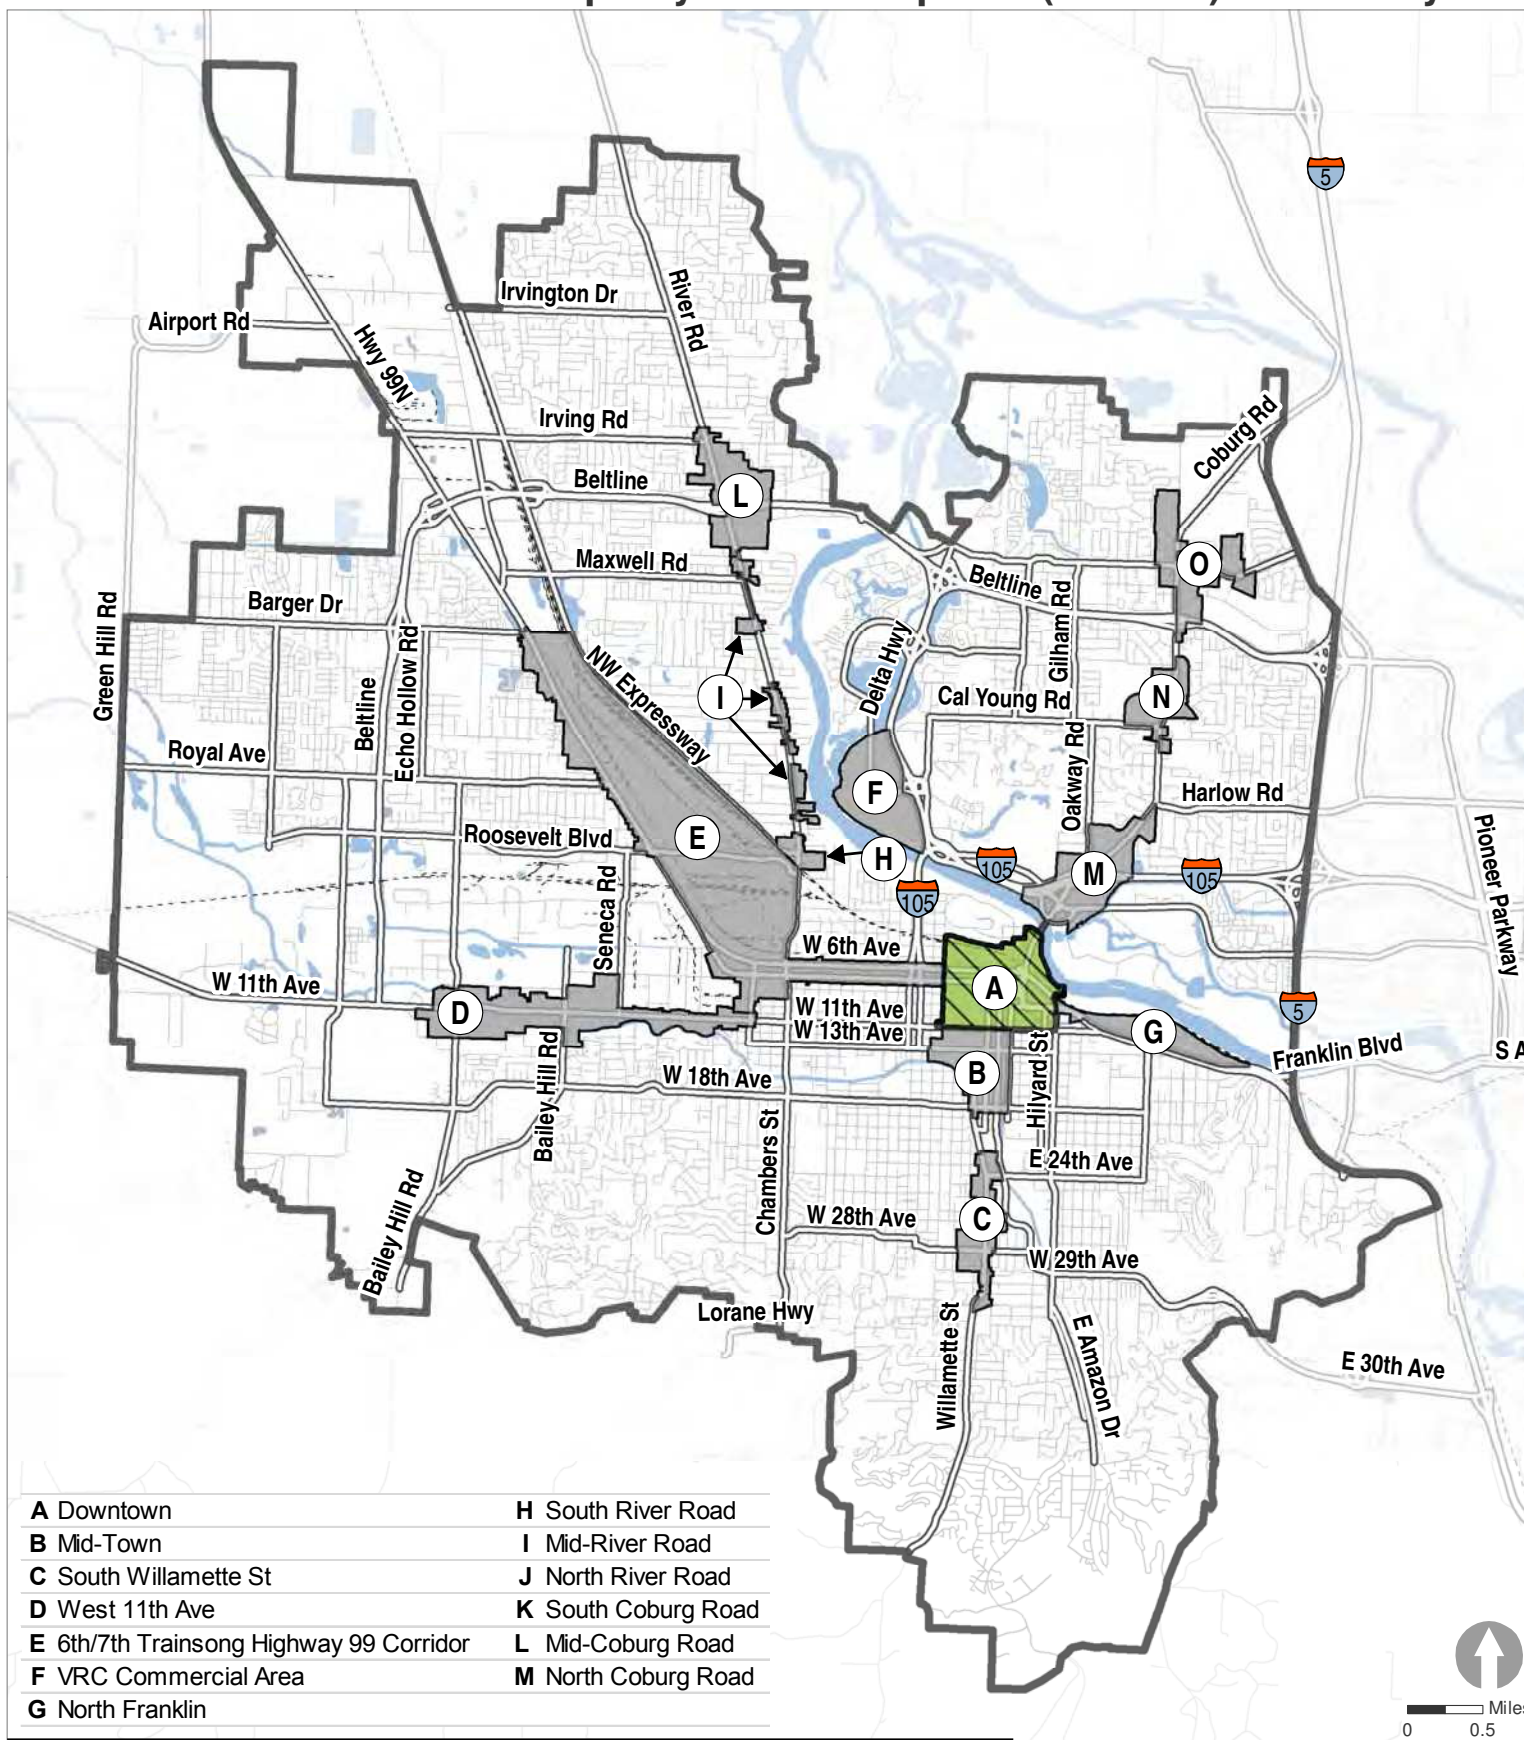 5
Irvington Dr
River Rd
Airport Rd
Hwy 99N
Irving Rd
Coburg Rd
Beltline
L
O
Maxwell Rd
Beltline
Barger Dr
Gilham Rd
Green Hill Rd
Echo Hollow Rd
Beltline
NW Expressway
Delta Hwy
I
Cal Young Rd
N
Royal Ave
Oakway Rd
F
Harlow Rd
Roosevelt Blvd
E
H
105
M
105
105
Pioneer Parkway
Seneca Rd
W 6th Ave
W 11th Ave
A
D
W 11th Ave
W 13th Ave
5
G
Franklin Blvd
S A
B
Hilyard St
W 18th Ave
Bailey Hill Rd
Chambers St
E 24th Ave
Bailey Hill Rd
W 28th Ave
C
W 29th Ave
Lorane Hwy
Willamette St
E Amazon Dr
E 30th Ave
A Downtown
B Mid-Town
C South Willamette St
D West 11th Ave
E 6th/7th Trainsong Highway 99 Corridor
F VRC Commercial Area
G North Franklin
H South River Road
I Mid-River Road
J North River Road
K South Coburg Road
L Mid-Coburg Road
M North Coburg Road
Miles
0 0.5